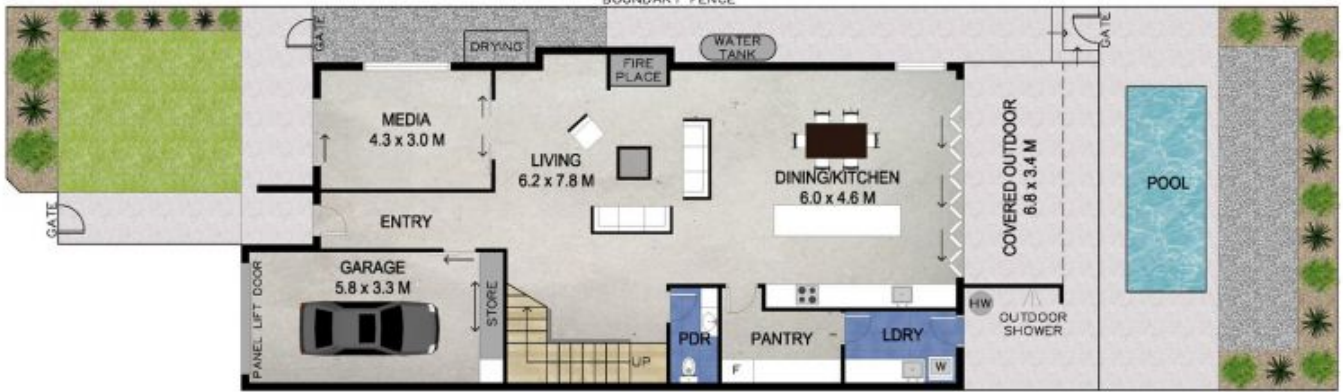 BOUNDARY FENCE
GATE
DRYING
WATER
TANK
GATE
FIRE
PLACE
MEDIA
4.3 x 3.0 M
LIVING
6.2 x 7.8 M
DINING/KITCHEN
6.0 x 4.6 M
COVERED OUTDOOR
6.8 x 3.4 M
POOL
GATE
ENTRY
PANEL LIFT DOOR
GARAGE
5.8 x 3.3 M
STORE
UP
PDR
PANTRY
F
LDRY
W
HW
OUTDOOR
SHOWER